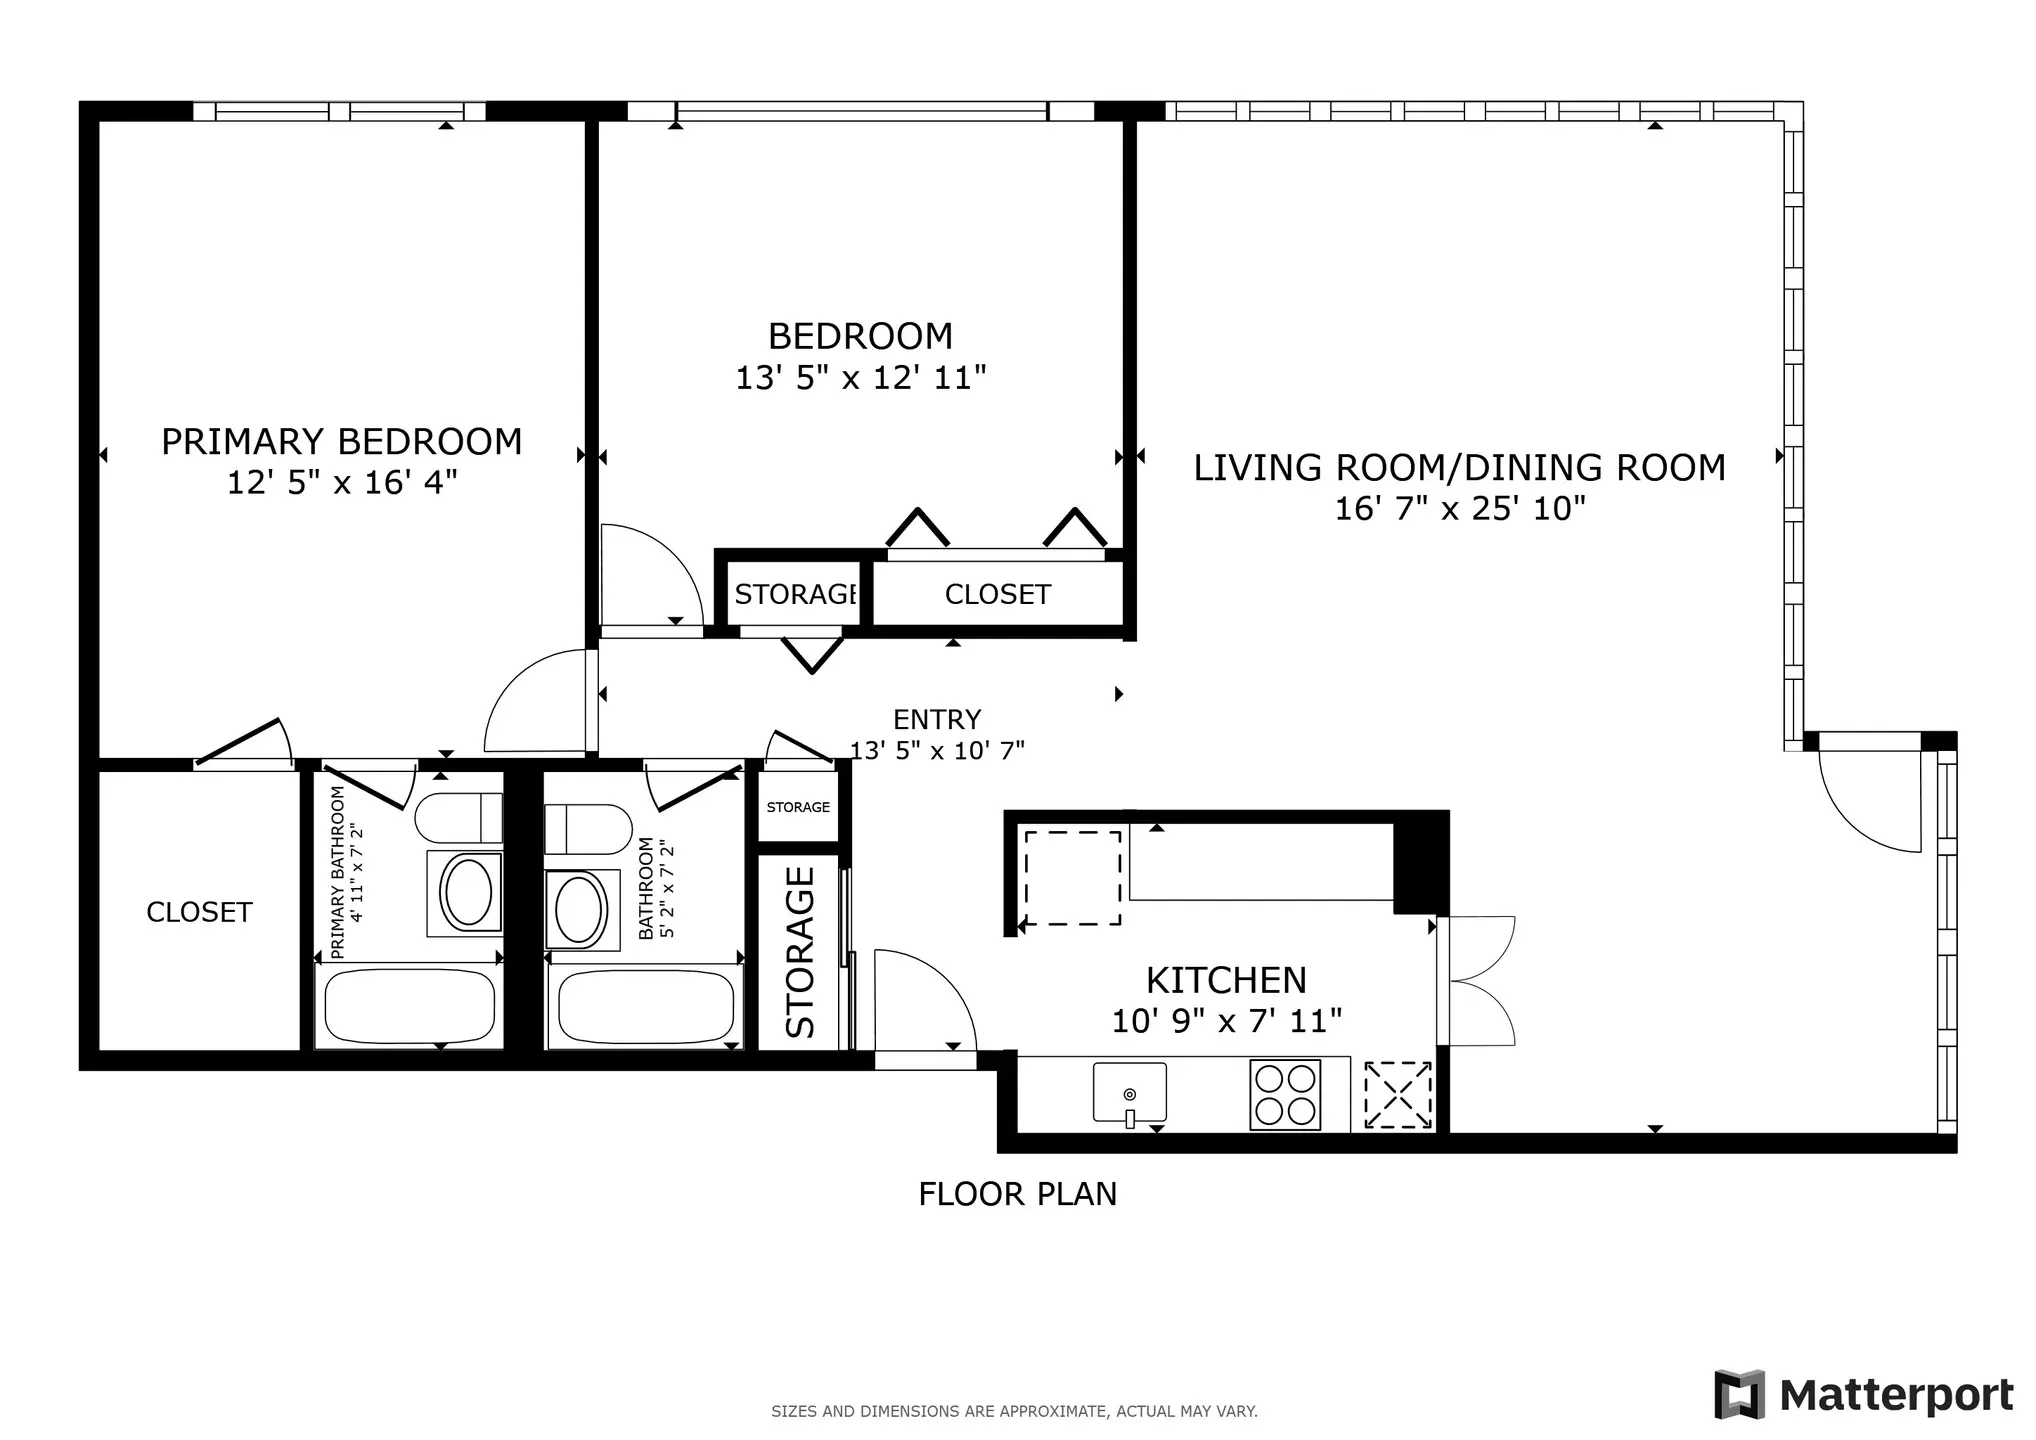 BEDROOM
13' 5" x 12' 11"
PRIMARY BEDROOM
12' 5" x 16' 4"
LIVING ROOM/DINING ROOM
16' 7" x 25' 10"
STORAGE
CLOSET
ENTRY
13' 5" x 10' 7"
CLOSET
PRIMARY BATHROOM
4' 11" x 7' 2"
BATHROOM
5' 2" x 7' 2"
STORAGE
STORAGE
KITCHEN
10' 9" x 7' 11"
FLOOR PLAN
SIZES AND DIMENSIONS ARE APPROXIMATE, ACTUAL MAY VARY.
Matterport